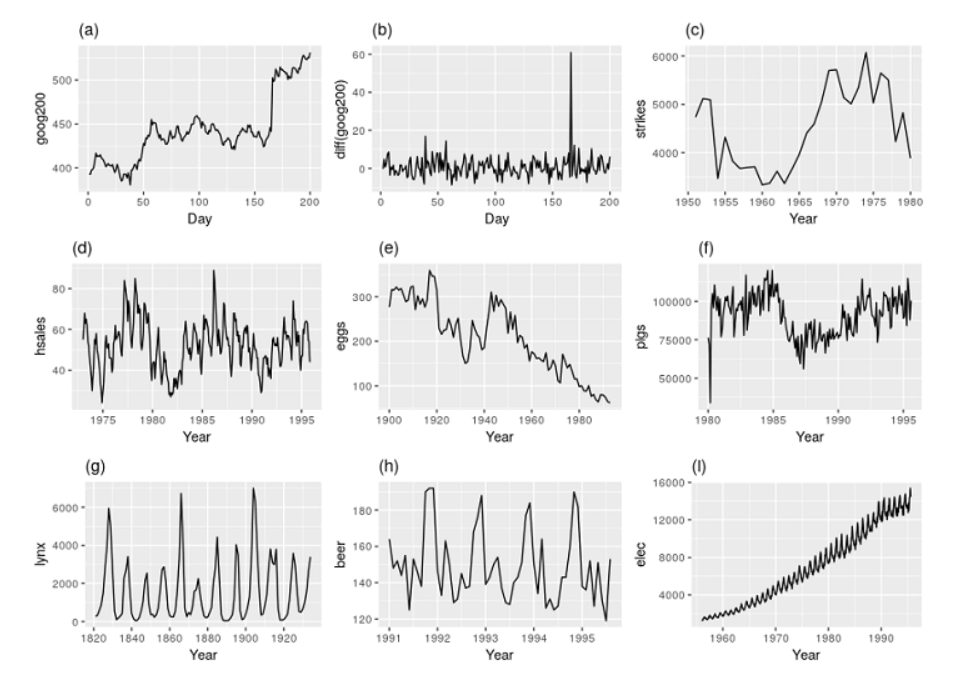 (a) (b) (c)
goog200 500 450 400
0 50 100 150 200
Day
diff(goog200) 60 40 20 0
0 50 100 150 200
Day
strikes 6000 5000 4000
1950 1955 1960 1965 1970 1975 1980
Year
(d) (e) (f)
hsales 80 60 40
1975 1980 1985 1990 1995
Year
eggs 300 200 100
1900 1920 1940 1960 1980
Year
pigs 100000 75000 50000
1980 1985 1990 1995
Year
(g) (h) (I)
lynx 6000 4000 2000 0
1820 1840 1860 1880 1900 1920
Year
beer 180 160 140 120
1991 1992 1993 1994 1995
Year
elec 16000 12000 8000 4000
1960 1970 1980 1990
Year